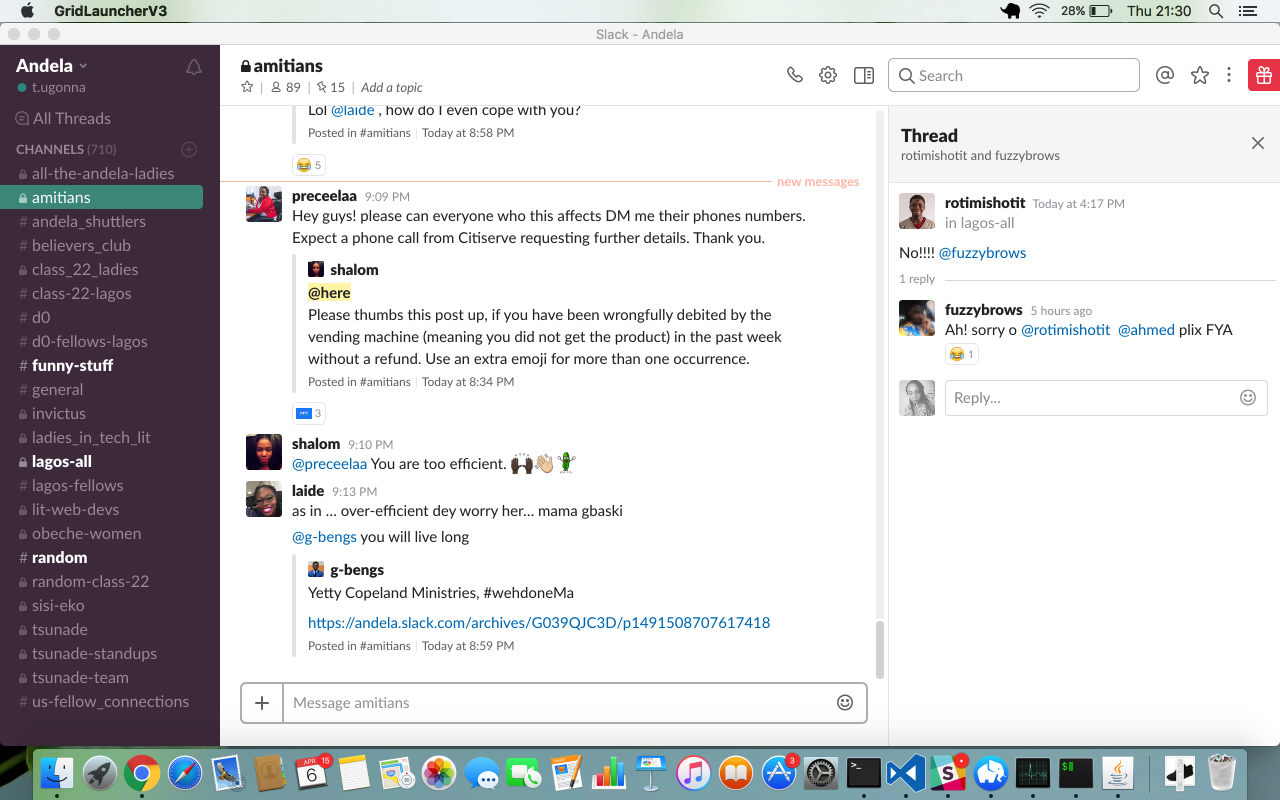 GridLauncherV3
28%
Thu 21:30
Slack - Andela
Andela
t.ugonna
All Threads
CHANNELS (710)
all-the-andela-ladies
amitians
# andela_shuttlers
# believers_club
class_22_ladies
# class-22-lagos
# d0
# d0-fellows-lagos
# funny-stuff
# general
invictus
ladies_in_tech_lit
lagos-all
# lagos-fellows
lit-web-devs
obeche-women
# random
random-class-22
sisi-eko
tsunade
tsunade-standups
tsunade-team
# us-fellow_connections
amitians
89 | 15 | Add a topic
Search
Lol @laide , how do I even cope with you?
Posted in #amitians | Today at 8:58 PM
5
new messages
preceelaa 9:09 PM
Hey guys! please can everyone who this affects DM me their phones numbers.
Expect a phone call from Citiserve requesting further details. Thank you.
shalom
@here
Please thumbs this post up, if you have been wrongfully debited by the
vending machine (meaning you did not get the product) in the past week
without a refund. Use an extra emoji for more than one occurrence.
Posted in #amitians | Today at 8:34 PM
3
shalom 9:10 PM
@preceelaa You are too efficient.
laide 9:13 PM
as in ... over-efficient dey worry her... mama gbaski
@g-bengs you will live long
g-bengs
Yetty Copeland Ministries, #wehdoneMa
https://andela.slack.com/archives/G039QJC3D/p1491508707617418
Posted in #amitians | Today at 8:59 PM
Message amitians
Thread
rotimishotit and fuzzybrows
rotimishotit Today at 4:17 PM
in lagos-all
No!!!! @fuzzybrows
1 reply
fuzzybrows 5 hours ago
Ah! sorry o @rotimishotit @ahmed plix FYA
1
Reply...
APR
6
15
3